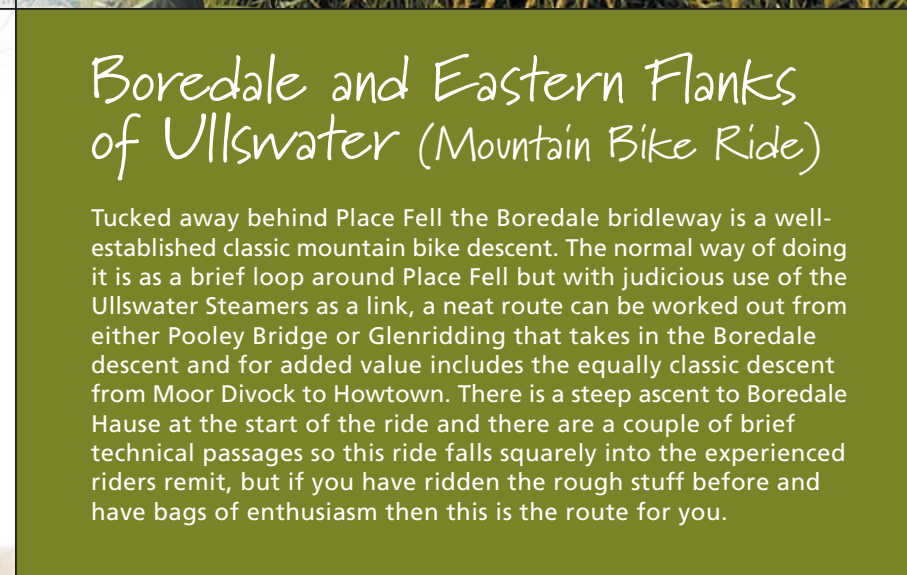 Boredale and Eastern Flanks
of Ullswater (Mountain Bike Ride)
Tucked away behind Place Fell the Boredale bridleway is a well-
established classic mountain bike descent. The normal way of doing
it is as a brief loop around Place Fell but with judicious use of the
Ullswater Steamers as a link, a neat route can be worked out from
either Pooley Bridge or Glenridding that takes in the Boredale
descent and for added value includes the equally classic descent
from Moor Divock to Howtown. There is a steep ascent to Boredale
Hause at the start of the ride and there are a couple of brief
technical passages so this ride falls squarely into the experienced
riders remit, but if you have ridden the rough stuff before and
have bags of enthusiasm then this is the route for you.